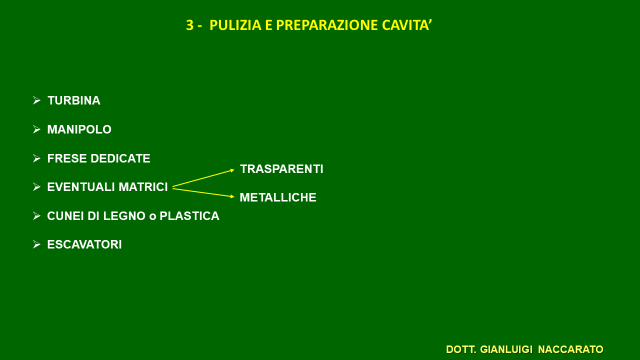 3 - PULIZIA E PREPARAZIONE CAVITA’
TURBINA
MANIPOLO
FRESE DEDICATE
EVENTUALI MATRICI
TRASPARENTI
METALLICHE
CUNEI DI LEGNO o PLASTICA
ESCAVATORI
DOTT. GIANLUIGI NACCARATO